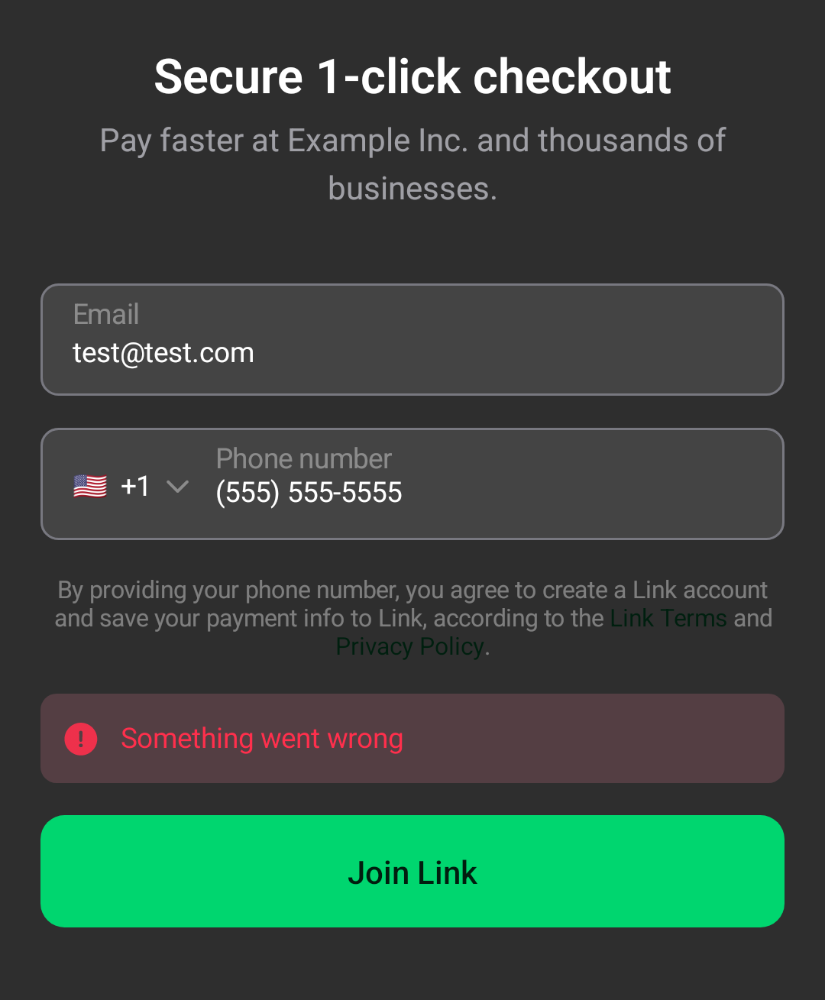 Secure 1-click checkout
Pay faster at Example Inc. and thousands of
businesses.
Email
test@test.com
Phone number
+1
(555) 555-5555
By providing your phone number, you agree to create a Link account
and save your payment info to Link, according to the Link Terms and
Privacy Policy.
Something went wrong
Join Link